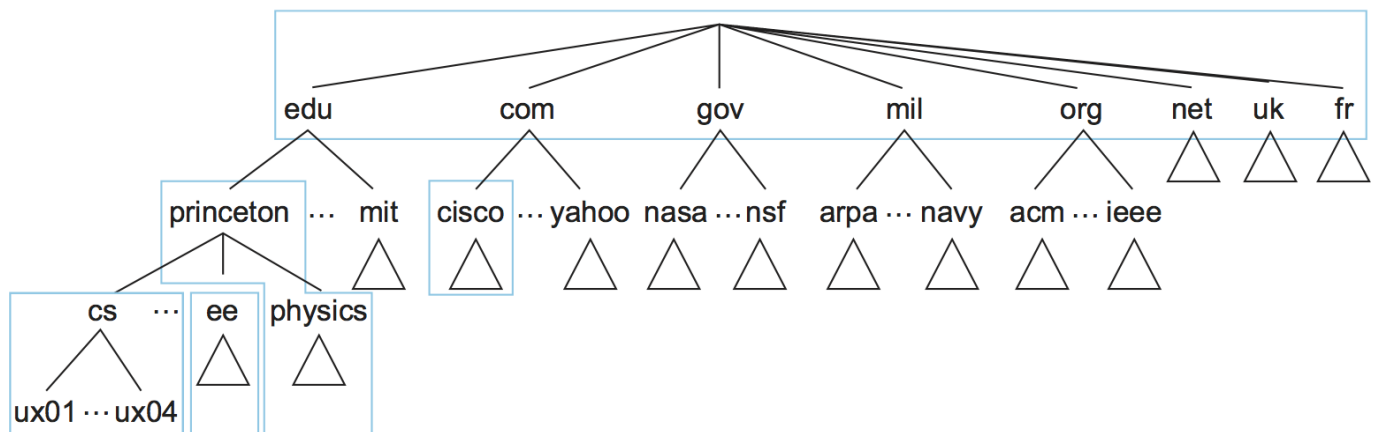 edu com gov mil org net uk fr
princeton ... mit cisco ... yahoo nasa ... nsf arpa ... navy acm ... ieee
cs ... ee physics
ux01 ... ux04